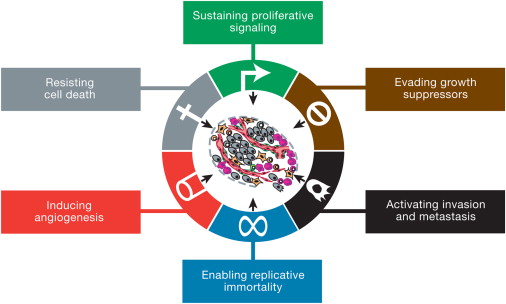 Sustaining proliferative
signaling
Resisting
cell death
Evading growth
suppressors
Inducing
angiogenesis
Activating invasion
and metastasis
Enabling replicative
immortality